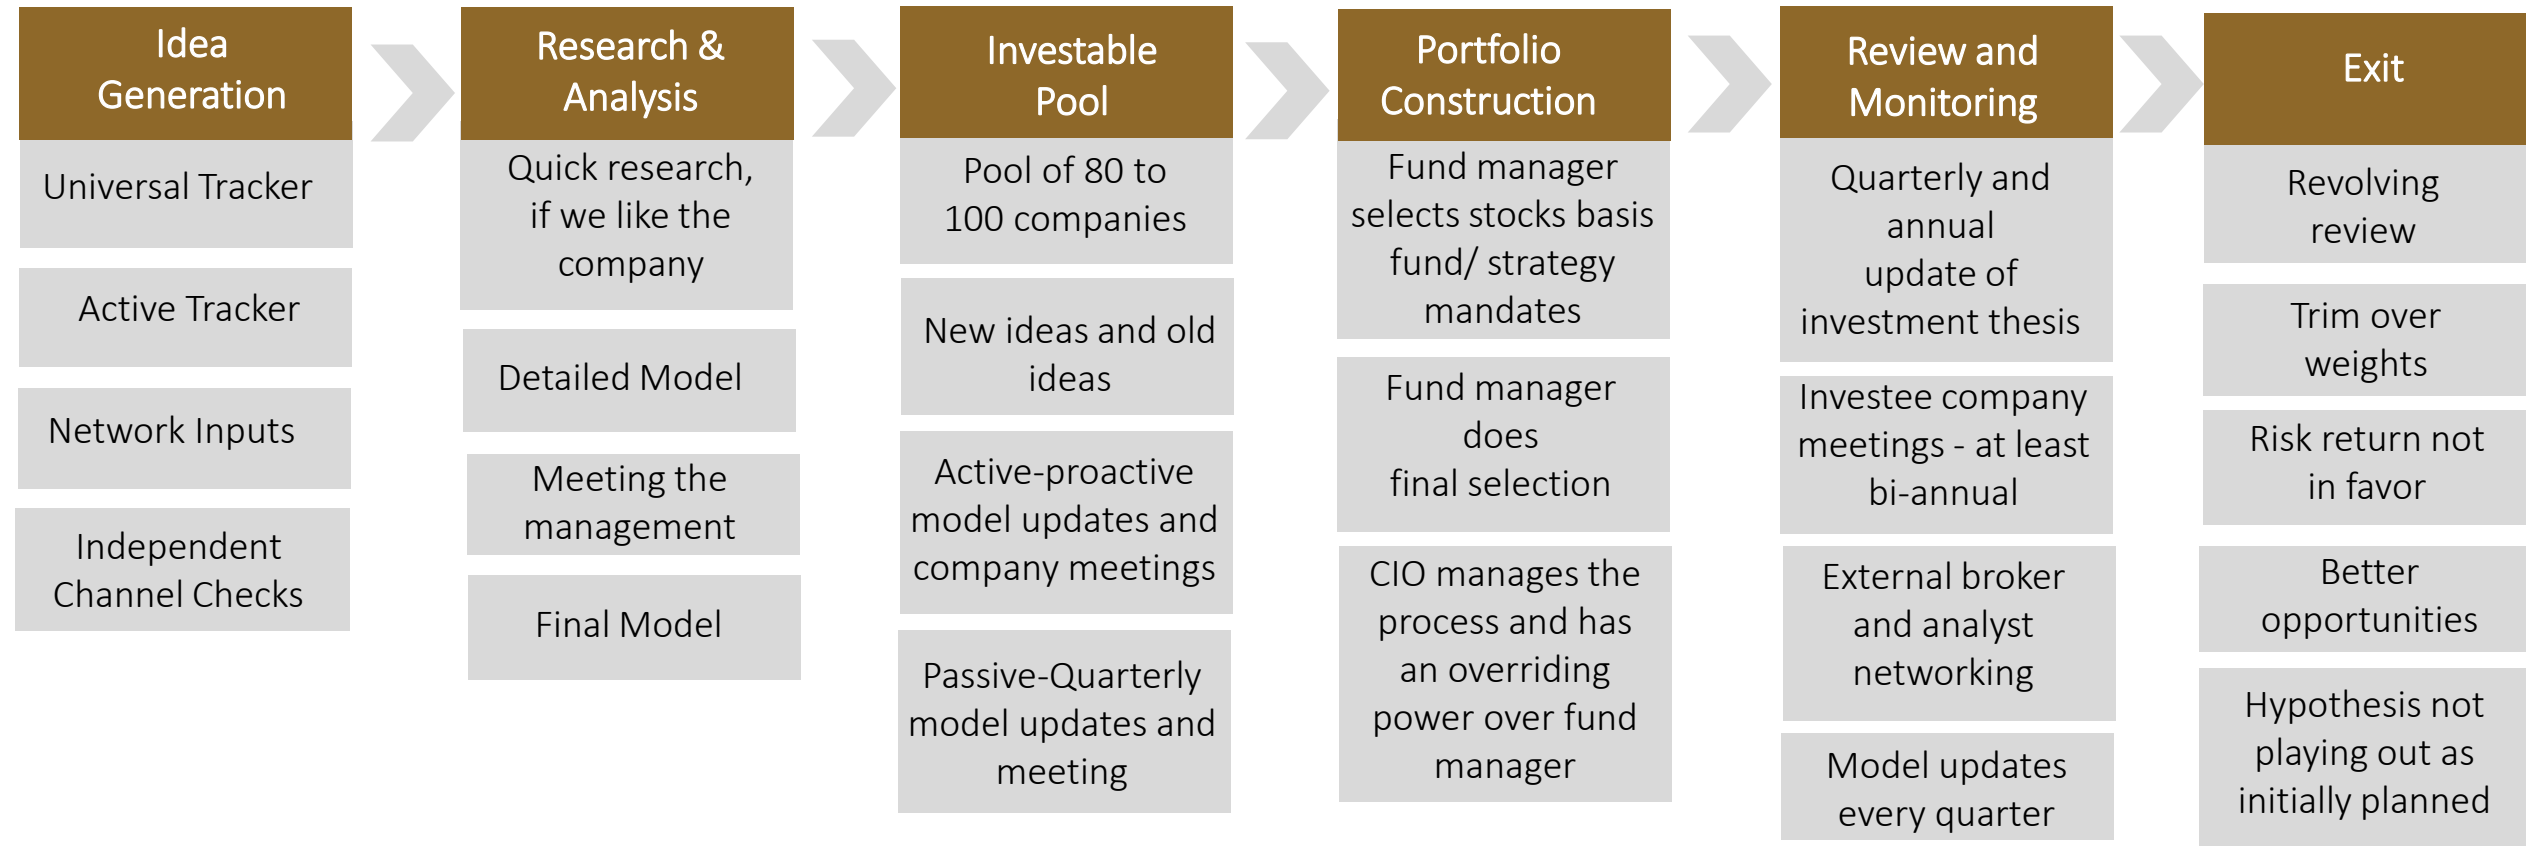 Idea
Generation
Universal Tracker
Active Tracker
Network Inputs
Independent
Channel Checks
Research &
Analysis
Quick research,
if we like the
company
Detailed Model
Meeting the
management
Final Model
Investable
Pool
Pool of 80 to
100 companies
New ideas and old
ideas
Active-proactive
model updates and
company meetings
Passive-Quarterly
model updates and
meeting
Portfolio
Construction
Fund manager
selects stocks basis
fund/ strategy
mandates
Fund manager
does
final selection
CIO manages the
process and has
an overriding
power over fund
manager
Review and
Monitoring
Quarterly and
annual
update of
investment thesis
Investee company
meetings - at least
bi-annual
External broker
and analyst
networking
Model updates
every quarter
Exit
Revolving
review
Trim over
weights
Risk return not
in favor
Better
opportunities
Hypothesis not
playing out as
initially planned